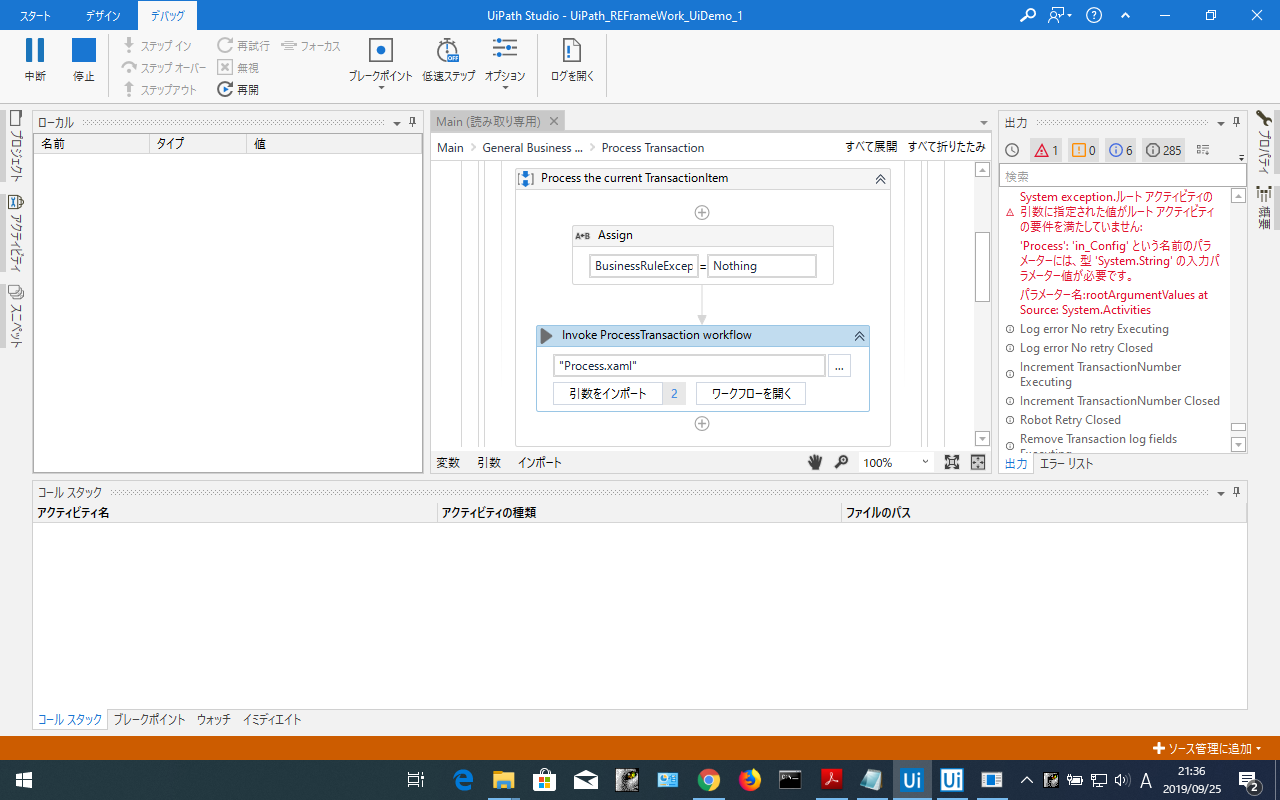 スタート デザイン デバッグ UiPath Studio - UiPath_REFrameWork_UiDemo_1
中断 停止
ステップ イン
ステップ オーバー
ステップアウト
再試行
無視
再開
フォーカス
ブレークポイント
低速ステップ
オプション
ログを開く
プロジェクト
アクティビティ
スニペット
ローカル
名前 タイプ 値
Main (読み取り専用)
Main General Business ... Process Transaction すべて展開 すべて折りたたみ
Process the current TransactionItem
A+B Assign
BusinessRuleExcep = Nothing
Invoke ProcessTransaction workflow
"Process.xaml" ...
引数をインポート 2 ワークフローを開く
変数 引数 インポート 100%
出力
1 0 6 285
検索
System exception.ルート アクティビティの
引数に指定された値がルート アクティビティ
の要件を満たしていません:
'Process': 'in_Config' という名前のパラ
メーターには、型 'System.String' の入力パ
ラメーター値が必要です。
パラメーター名:rootArgumentValues at
Source: System.Activities
Log error No retry Executing
Log error No retry Closed
Increment TransactionNumber
Executing
Increment TransactionNumber Closed
Robot Retry Closed
Remove Transaction log fields
Executing
出力 エラー リスト
プロパティ
概要
コール スタック
アクティビティ名 アクティビティの種類 ファイルのパス
コール スタック ブレークポイント ウォッチ イミディエイト
ソース管理に追加
Ui Ui A 21:36
2019/09/25
2